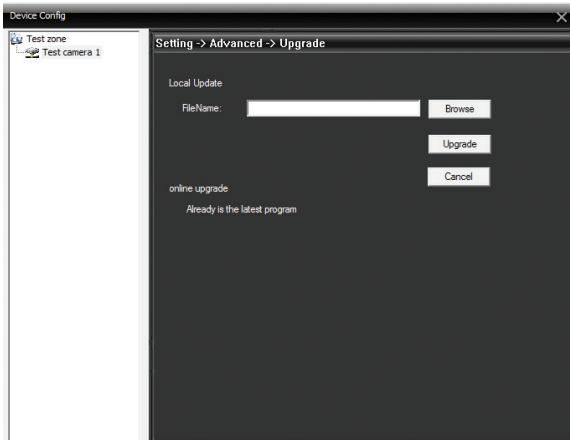 Device Config
Test zone
Test camera 1
Setting -> Advanced -> Upgrade
Local Update
FileName:
Browse
Upgrade
Cancel
online upgrade
Already is the latest program